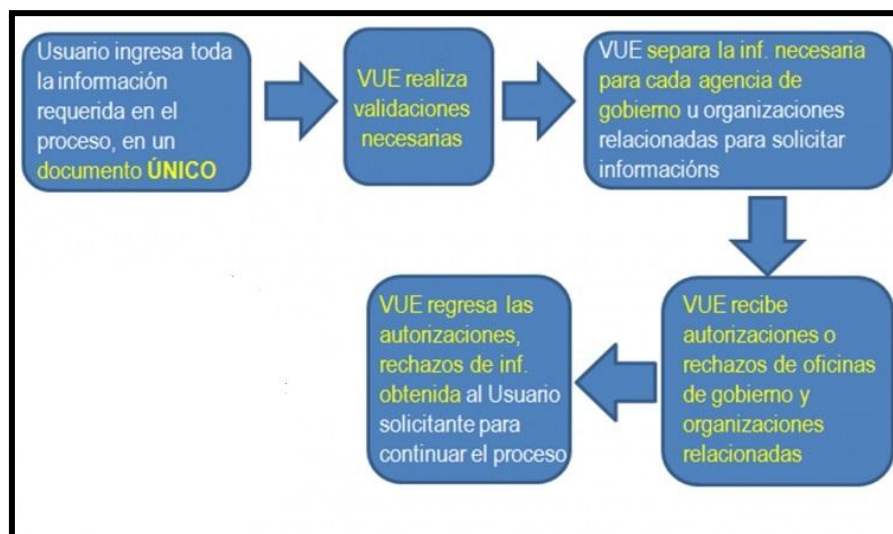 Usuario ingresa toda
la información
requerida en el
proceso, en un
documento ÚNICO
VUE realiza
validaciones
necesarias
VUE separa la inf. necesaria
para cada agencia de
gobierno u organizaciones
relacionadas para solicitar
informacións
VUE recibe
autorizaciones o
rechazos de oficinas
de gobierno y
organizaciones
relacionadas
VUE regresa las
autorizaciones,
rechazos de inf.
obtenida al Usuario
solicitante para
continuar el proceso